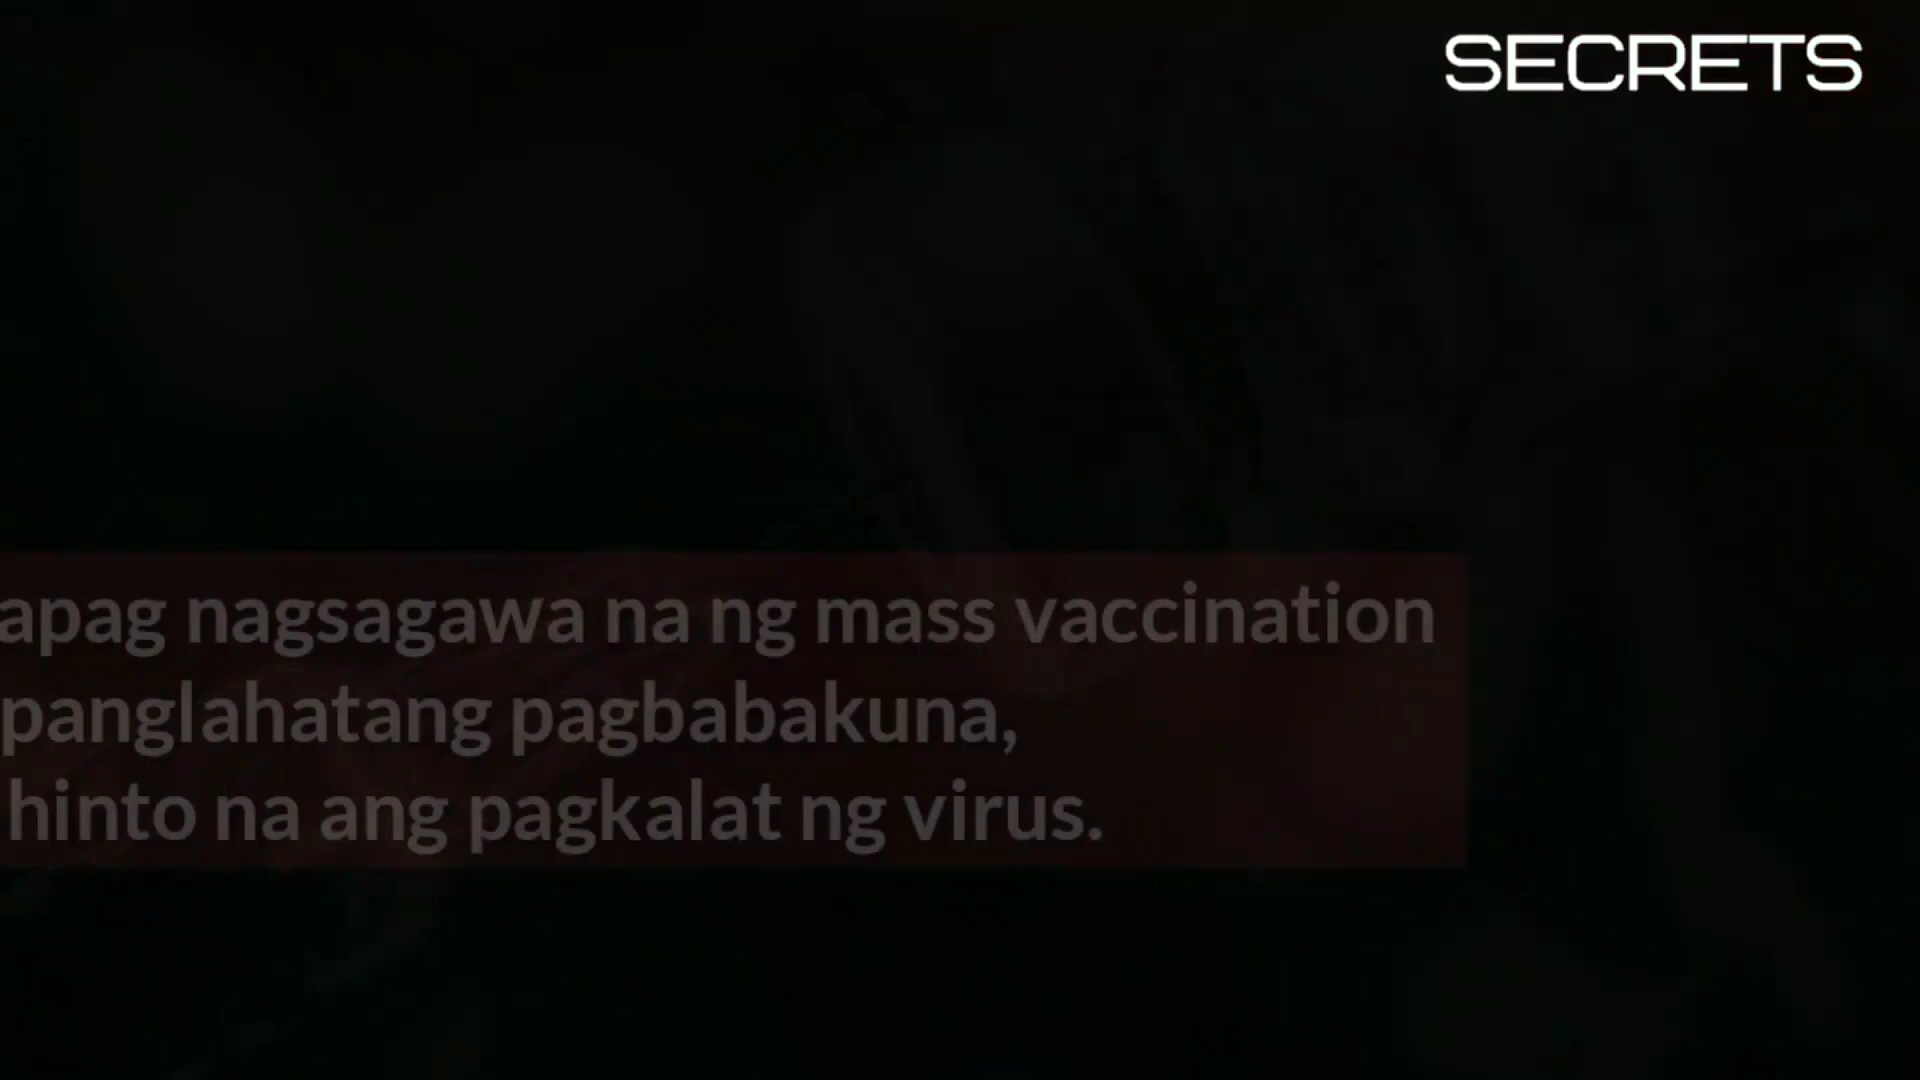 SECRETS
apag nagsagawa na ng mass vaccination
panglahatang pagbabakuna,
hinto na ang pagkalat ng virus.